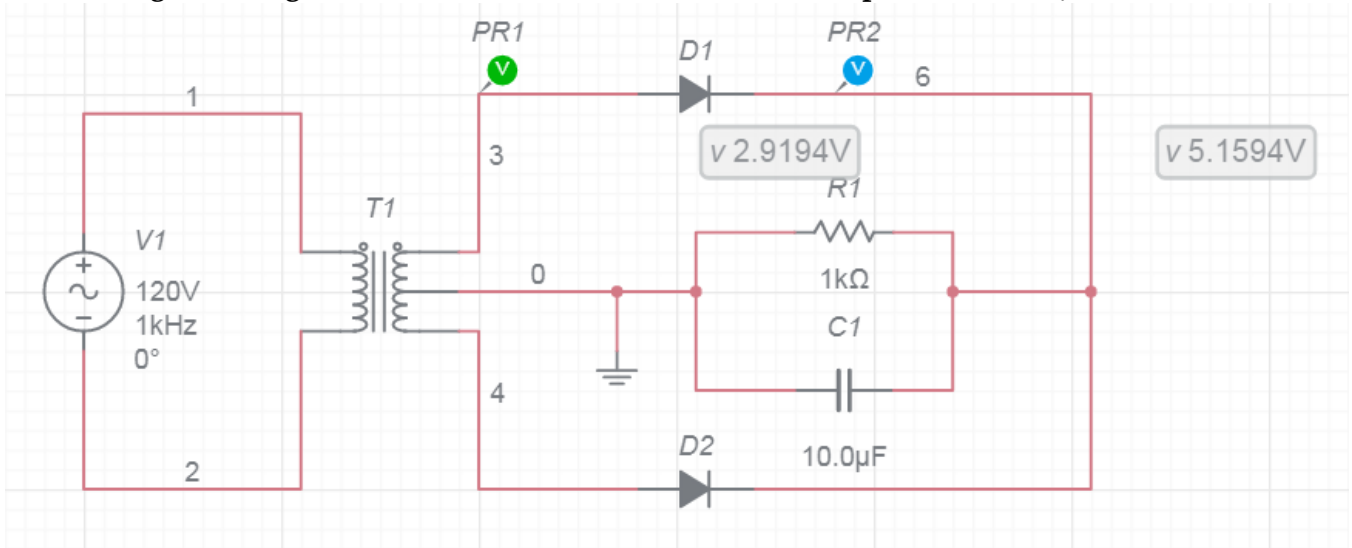 PR1
PR2
D1
V
V
6
1
3
v 2.9194V
v 5.1594V
R1
T1
V1
0
120V
1kΩ
1kHz
C1
0°
4
D2
10.0µF
2